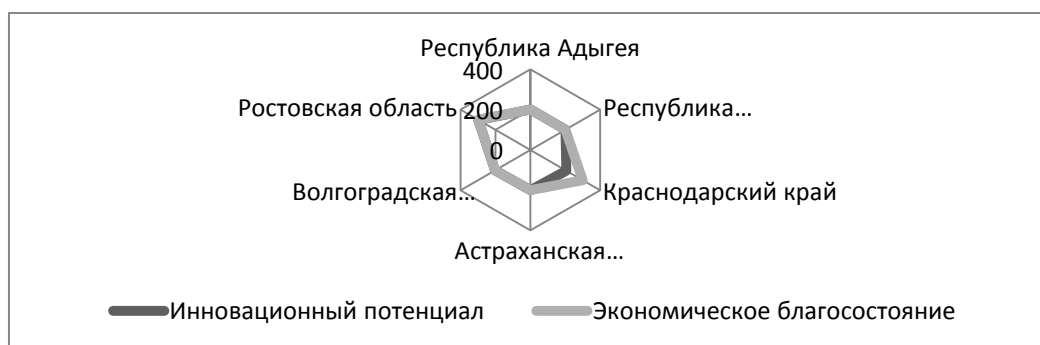 Республика Адыгея
400
Ростовская область
200
Республика...
0
Волгоградская...
Краснодарский край
Астраханская...
Инновационный потенциал
Экономическое благосостояние